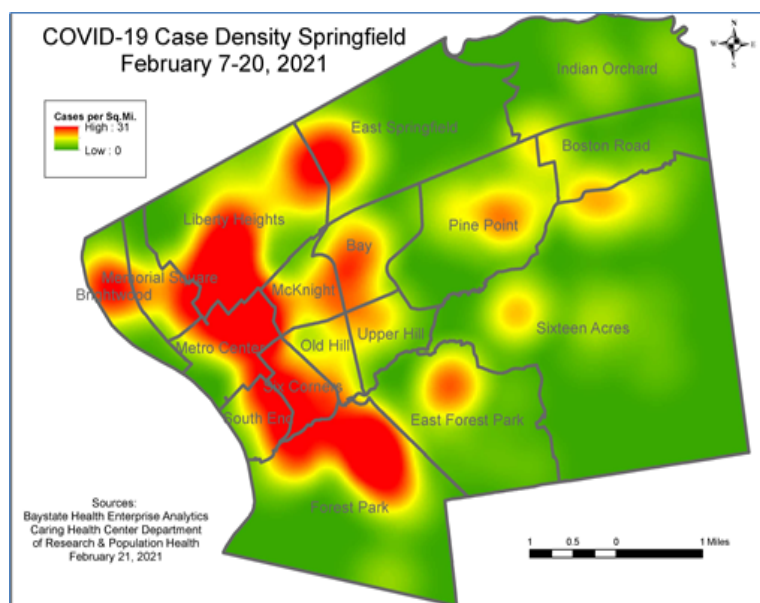 COVID-19 Case Density Springfield
February 7-20, 2021
N
W E
S
Cases per Sq.Mi.
High : 31
Low : 0
Indian Orchard
East Springfield
Boston Road
Liberty Heights
Pine Point
Bay
Memorial Square
Brightwood
McKnight
Sixteen Acres
Upper Hill
Old Hill
Metro Center
Six Corners
South End
East Forest Park
Forest Park
Sources:
Baystate Health Enterprise Analytics
Caring Health Center Department
of Research & Population Health
February 21, 2021
1 0.5 0 1 Miles